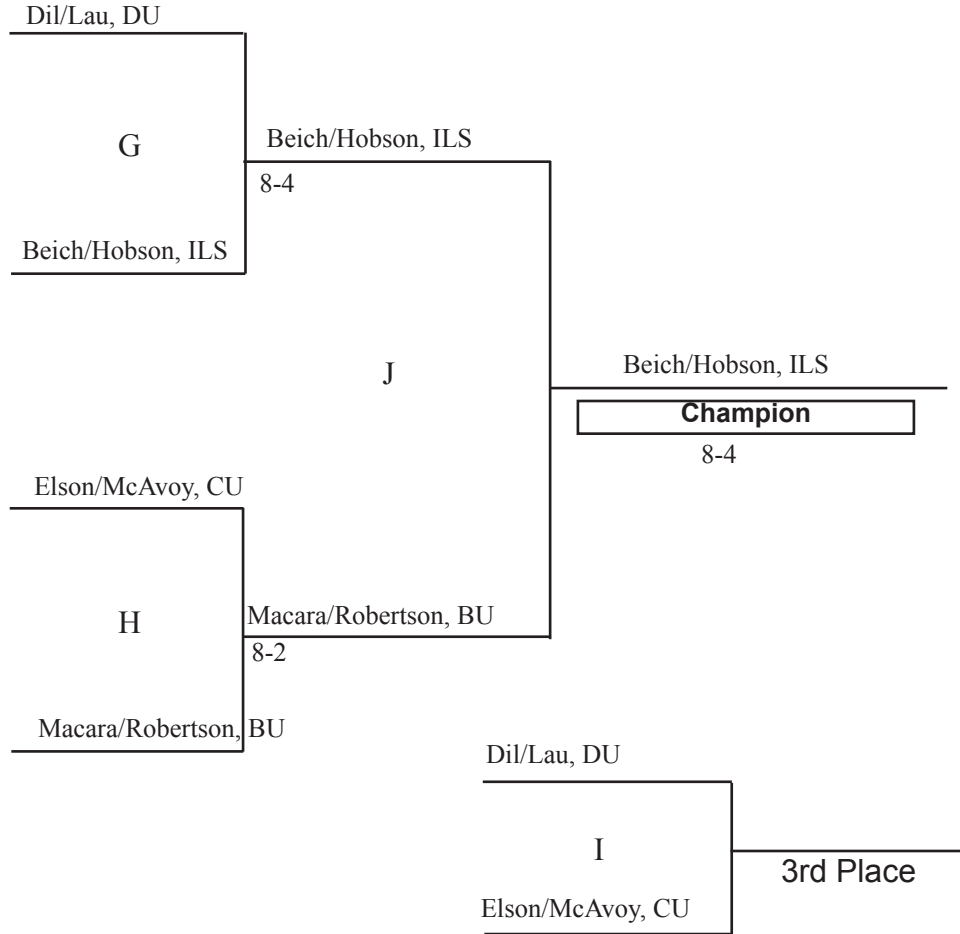 Dil/Lau, DU
G
Beich/Hobson, ILS
8-4
Beich/Hobson, ILS
J
Beich/Hobson, ILS
Champion
8-4
Elson/McAvoy, CU
H
Macara/Robertson, BU
8-2
Macara/Robertson, BU
Dil/Lau, DU
I
3rd Place
Elson/McAvoy, CU